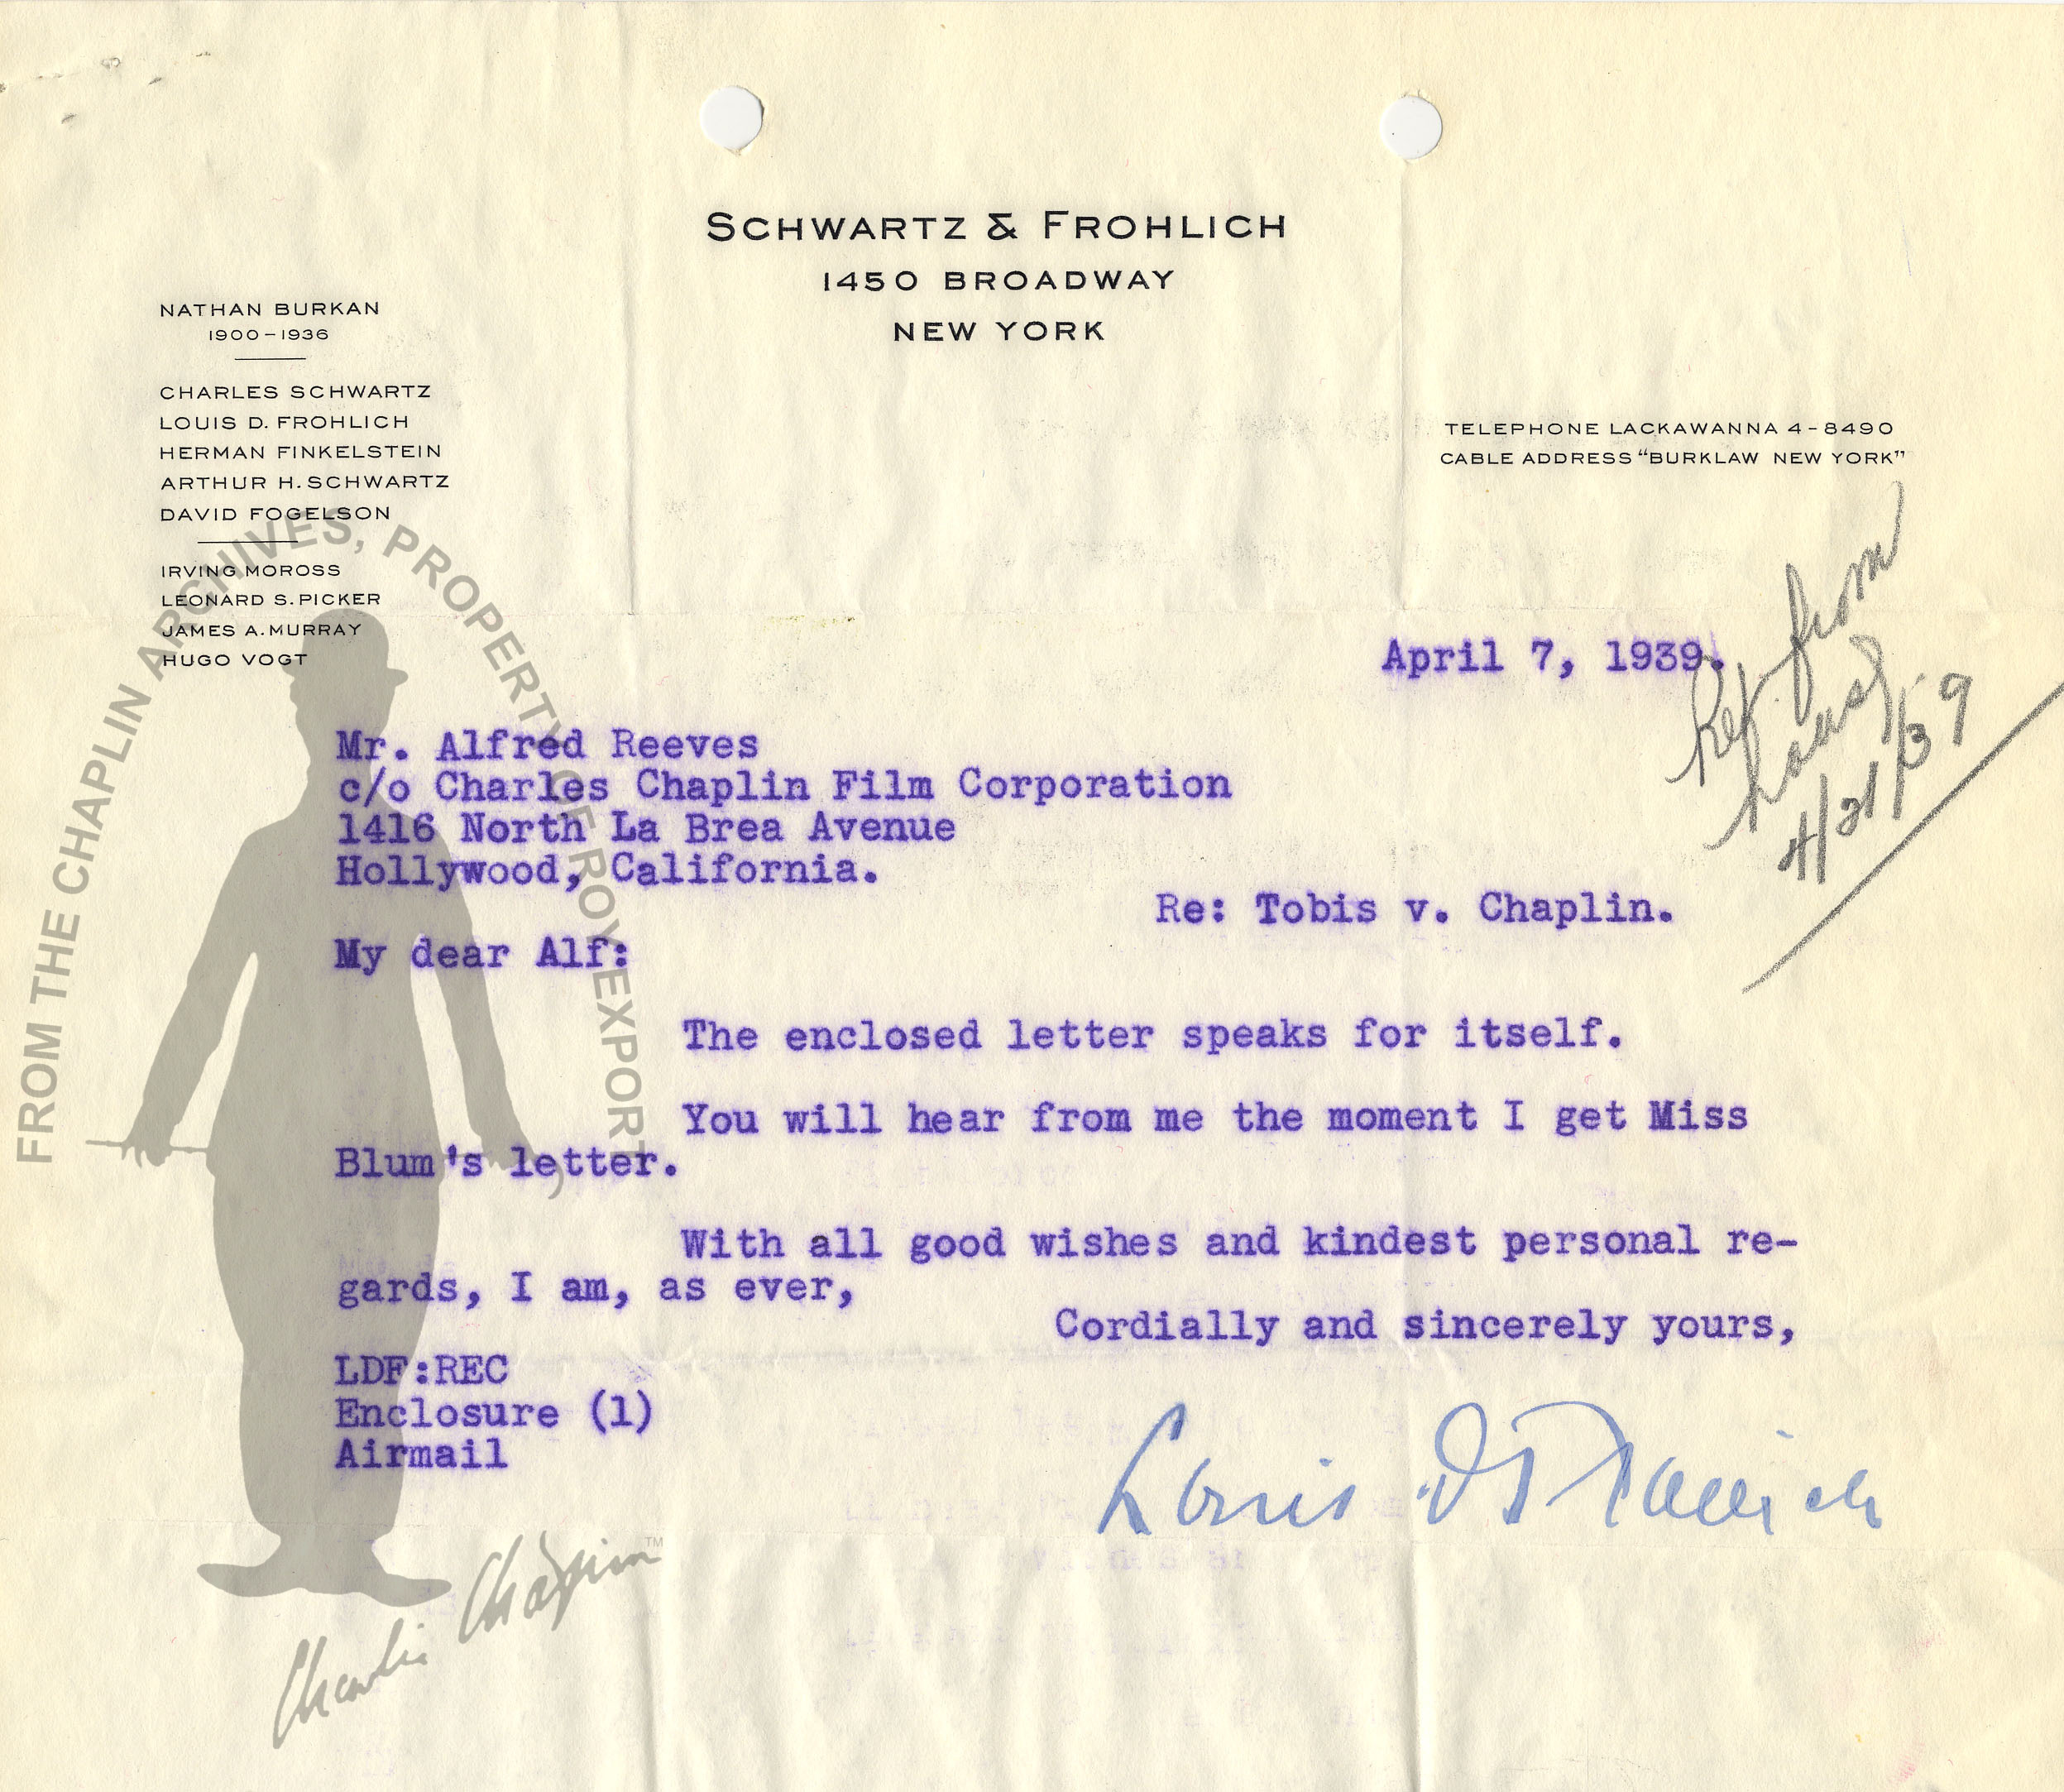 SCHWARTZ & FROHLICH
1450 BROADWAY
NEW YORK
NATHAN BURKAN
1900-1936
CHARLES SCHWARTZ
LOUIS D. FROHLICH
HERMAN FINKELSTEIN
ARTHUR H. SCHWARTZ
DAVID FOGELSON
IRVING MOROSS
LEONARD S. PICKER
JAMES A. MURRAY
HUGO VOGT
TELEPHONE LACKAWANNA 4-8490
CABLE ADDRESS "BURKLAW NEW YORK"
Ret from
4/21/39
April 7, 1939.
Mr. Alfred Reeves
c/o Charles Chaplin Film Corporation
1416 North La Brea Avenue
Hollywood, California.
Re: Tobis v. Chaplin.
My dear Alf:
The enclosed letter speaks for itself.
You will hear from me the moment I get Miss
Blum's letter.
With all good wishes and kindest personal re-
gards, I am, as ever,
Cordially and sincerely yours,
LDF:REC
Enclosure (1)
Airmail
Louis D Frohlich
FROM THE CHAPLIN ARCHIVES, PROPERTY OF ROY EXPORT
Charlie Chaplin™